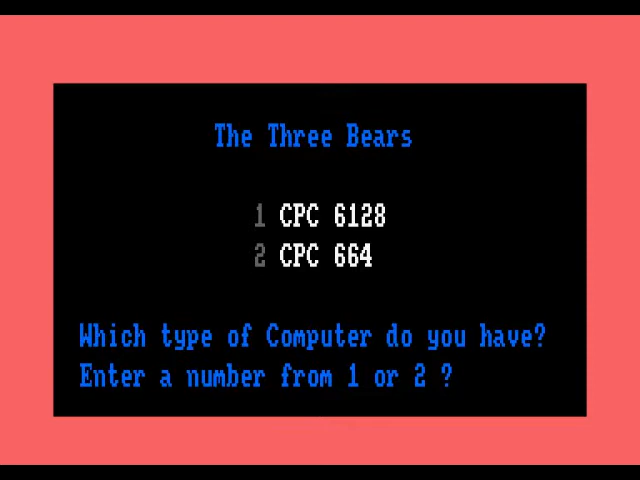 The Three Bears
1 CPC 6128
2 CPC 664
Which type of Computer do you have?
Enter a number from 1 or 2 ?